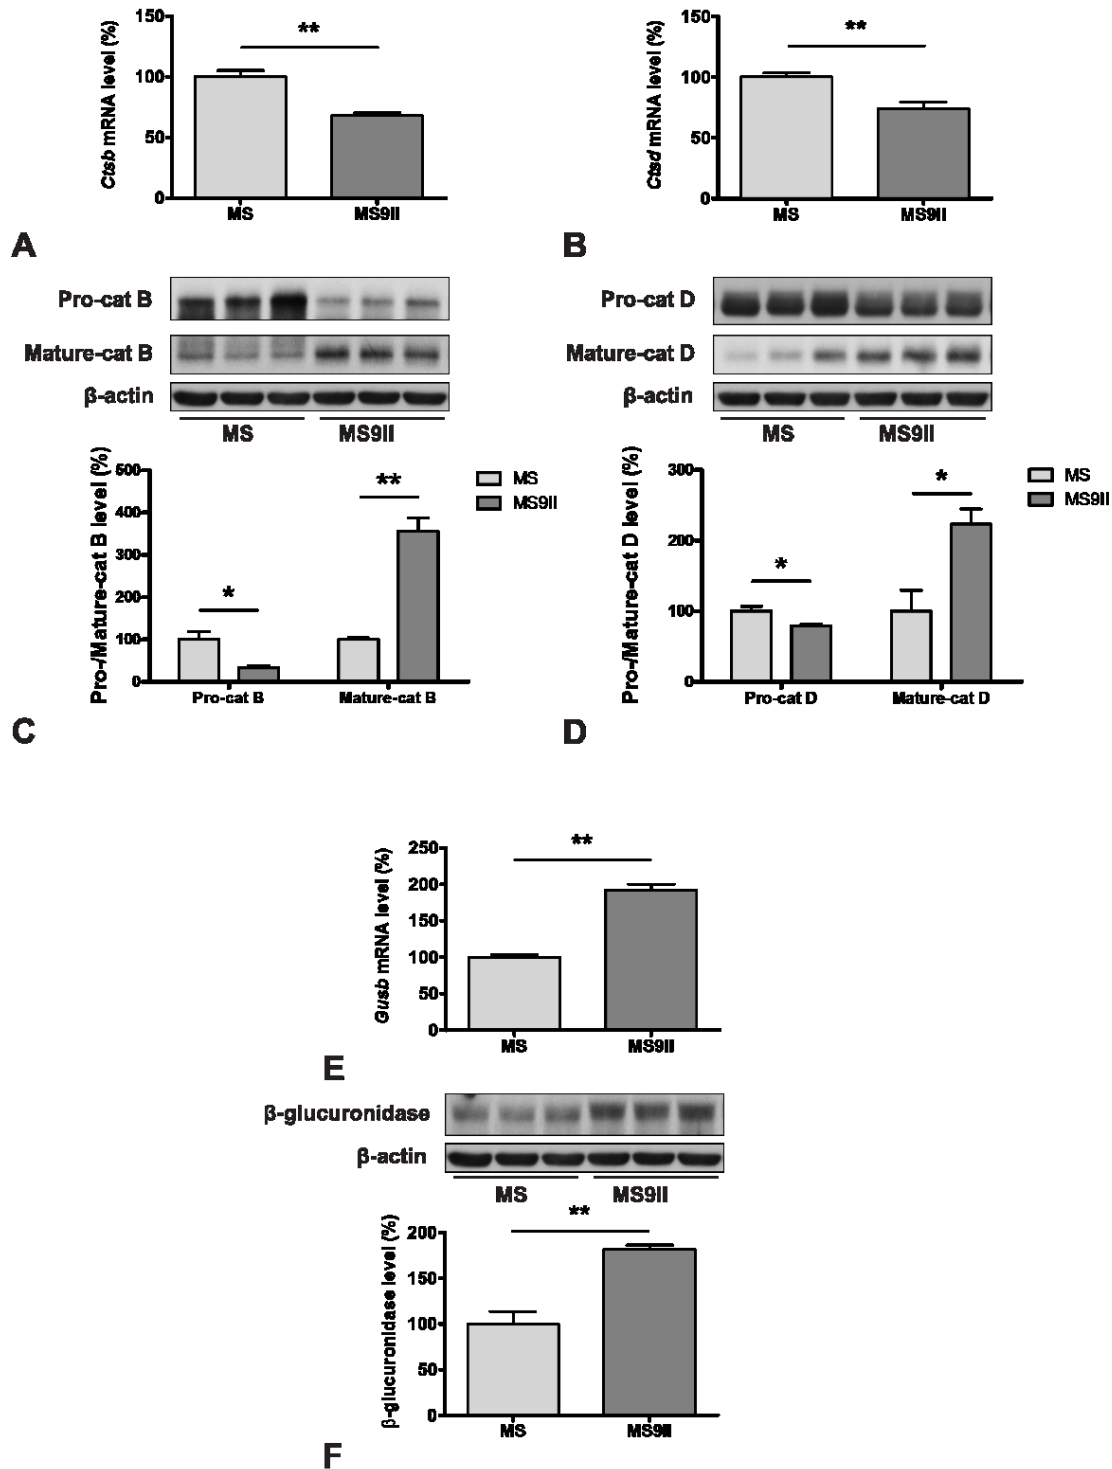 Ctsb mRNA level (%)
150
100
50
0
**
MS
MS9II
A
Ctsd mRNA level (%)
150
100
50
0
**
MS
MS9II
B
Pro-cat B
Mature-cat B
β-actin
MS
MS9II
Pro-/Mature-cat B level (%)
500
400
300
200
100
0
*
**
MS
MS9II
Pro-cat B
Mature-cat B
C
Pro-cat D
Mature-cat D
β-actin
MS
MS9II
Pro-/Mature-cat D level (%)
300
200
100
0
*
*
MS
MS9II
Pro-cat D
Mature-cat D
D
Gusb mRNA level (%)
250
200
150
100
50
0
**
MS
MS9II
E
β-glucuronidase
β-actin
MS
MS9II
β-glucuronidase level (%)
200
150
100
50
0
**
MS
MS9II
F